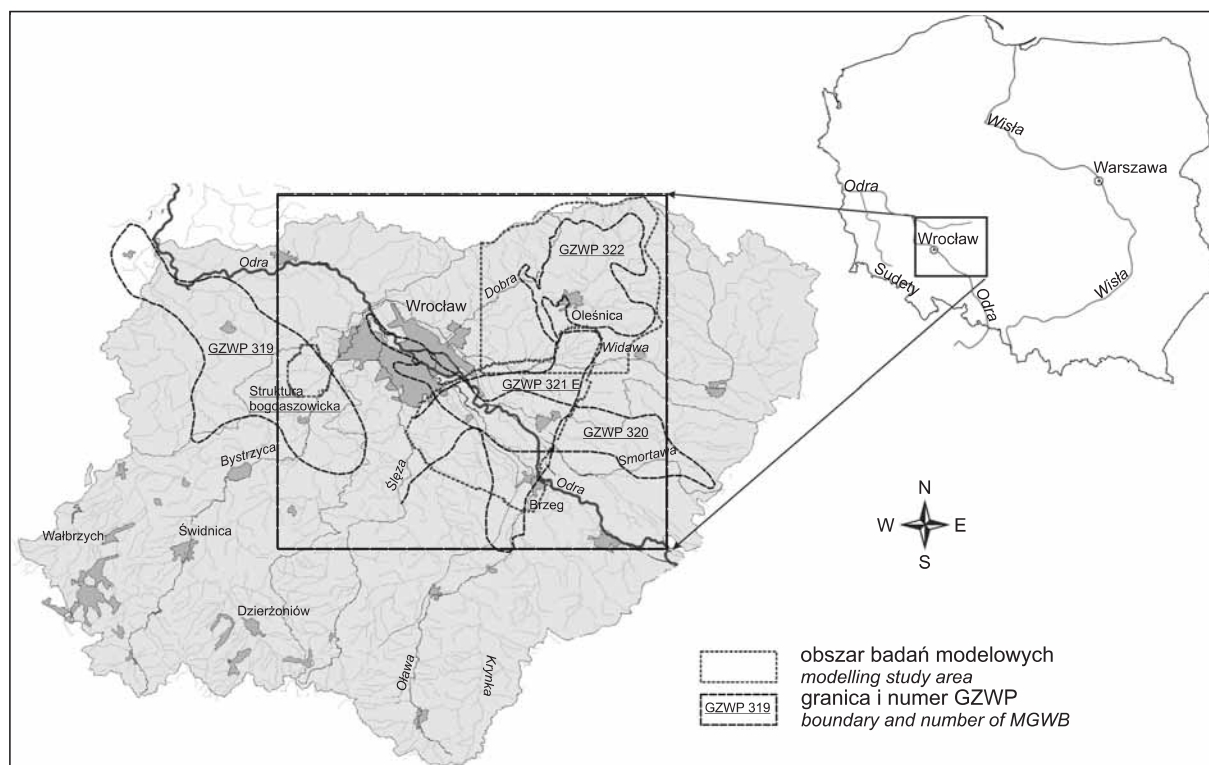 Wisła
Warszawa
Odra
Wrocław
Sudety
Odra
Wisła
GZWP 322
Odra
Dobra
Wrocław
Oleśnica
GZWP 319
Widawa
GZWP 321 E
Struktura
bogdaszowicka
GZWP 320
Bystrzyca
Ślęza
Smortawa
Odra
Brzeg
Wałbrzych
Świdnica
Dzierżoniów
Oława
Krynka
N
W
E
S
obszar badań modelowych
modelling study area
GZWP 319
granica i numer GZWP
boundary and number of MGWB